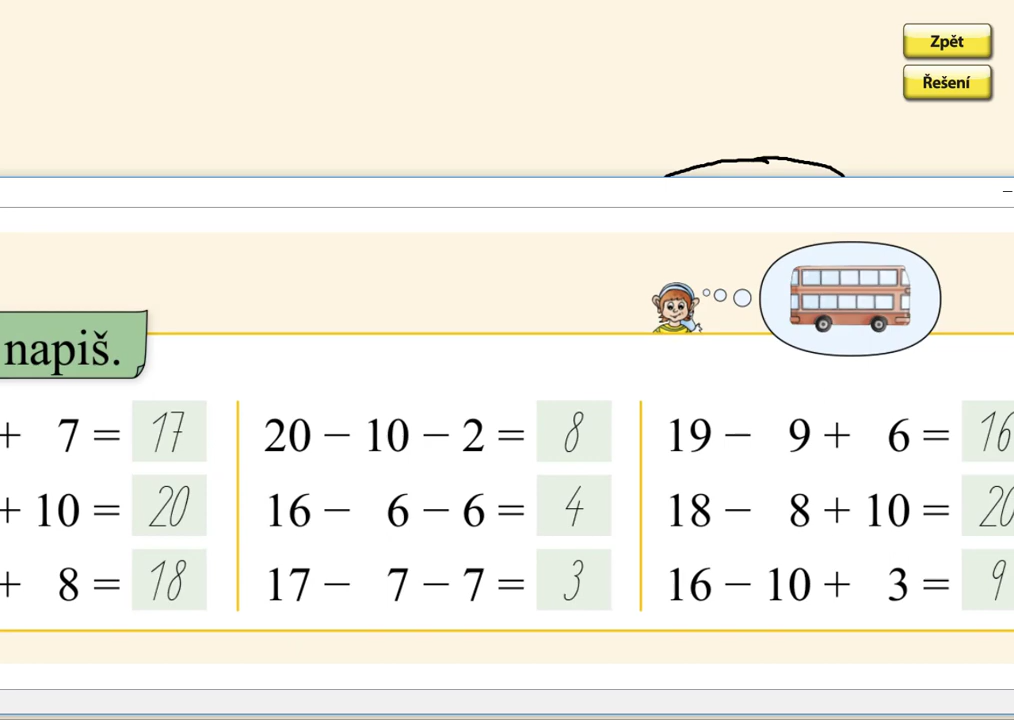 Zpět
Řešení
napiš.
+ 7 = 17
20 − 10 − 2 = 8
19 − 9 + 6 = 16
+ 10 = 20
16 − 6 − 6 = 4
18 − 8 + 10 = 20
+ 8 = 18
17 − 7 − 7 = 3
16 − 10 + 3 = 9